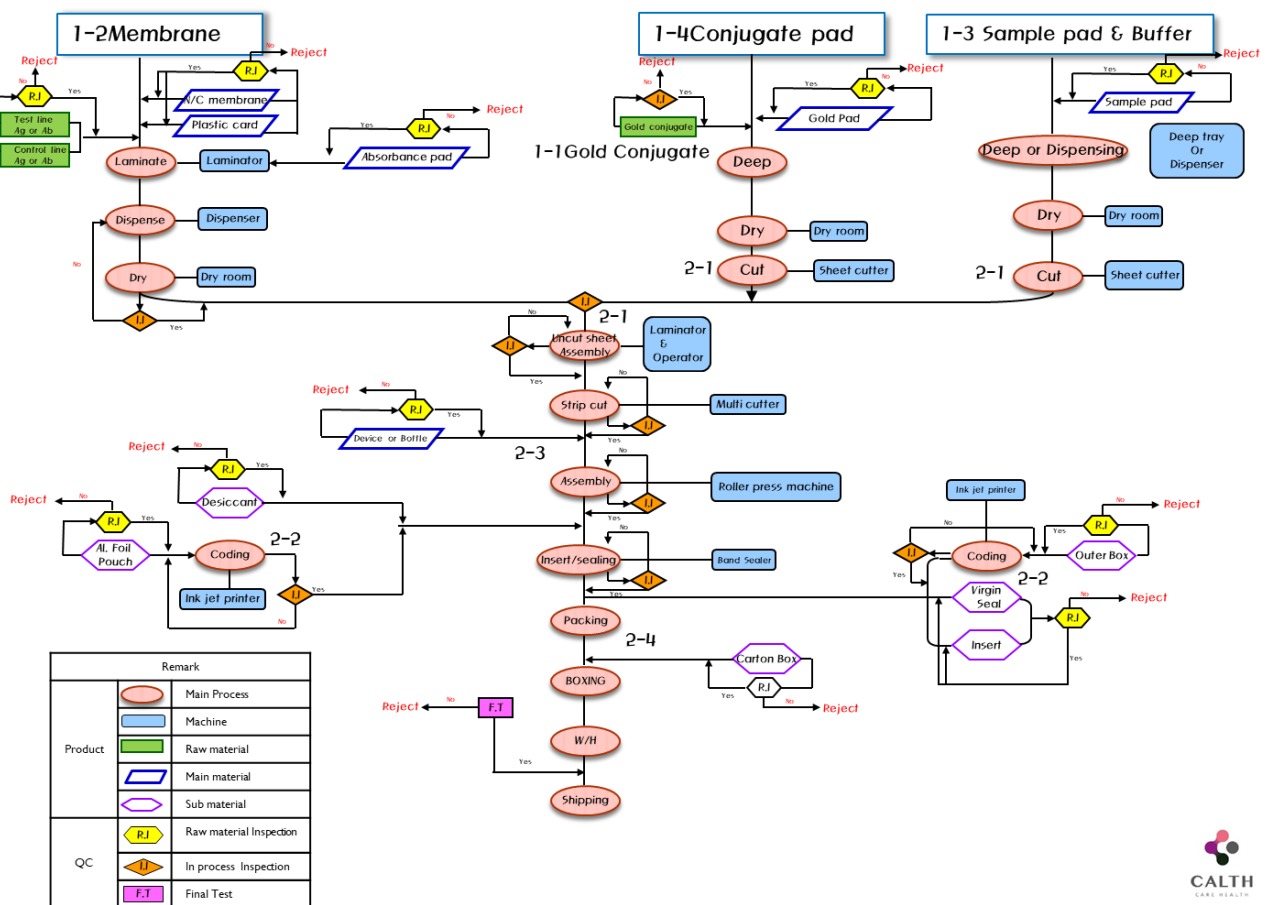 1-2Membrane
1-4Conjugate pad
1-3 Sample pad & Buffer
Reject
No
R.I
Yes
Test line
Ag or Ab
Control line
Ag or Ab
No
Reject
Yes
R.I
N/C membrane
Plastic card
Reject
No
Yes
R.I
Absorbance pad
Laminate
Laminator
Dispense
Dispenser
No
Dry
Dry room
I.I
Yes
Reject
No
I.I
Yes
Gold conjugate
1-1Gold Conjugate
Reject
No
Yes
R.I
Gold Pad
Deep
Dry
Dry room
2-1
Cut
Sheet cutter
Reject
No
Yes
R.I
Sample pad
Deep or Dispensing
Deep tray
Or
Dispenser
Dry
Dry room
2-1
Cut
Sheet cutter
I.I
2-1
No
I.I
Uncut sheet
Assembly
Yes
Laminator
&
Operator
Reject
No
R.I
Yes
Device or Bottle
Strip cut
No
Multi cutter
I.I
Yes
2-3
Assembly
No
Roller press machine
I.I
Yes
Reject
No
R.I
Yes
Desiccant
Reject
No
R.I
Yes
Al. Foil
Pouch
2-2
Coding
Ink jet printer
I.I
Yes
No
Insert/sealing
No
Band Sealer
I.I
Yes
Ink jet printer
No
I.I
Yes
Coding
2-2
Reject
No
R.I
Yes
Outer Box
Virgin
Seal
Insert
No
Reject
R.I
Yes
Packing
2-4
Carton Box
R.I
Yes
No
Reject
BOXING
Reject
No
F.T
Yes
W/H
Shipping
Remark
Product
Main Process
Machine
Raw material
Main material
Sub material
QC
R.I
Raw material Inspection
I.I
In process Inspection
F.T
Final Test
CALTH
CARE HEALTH